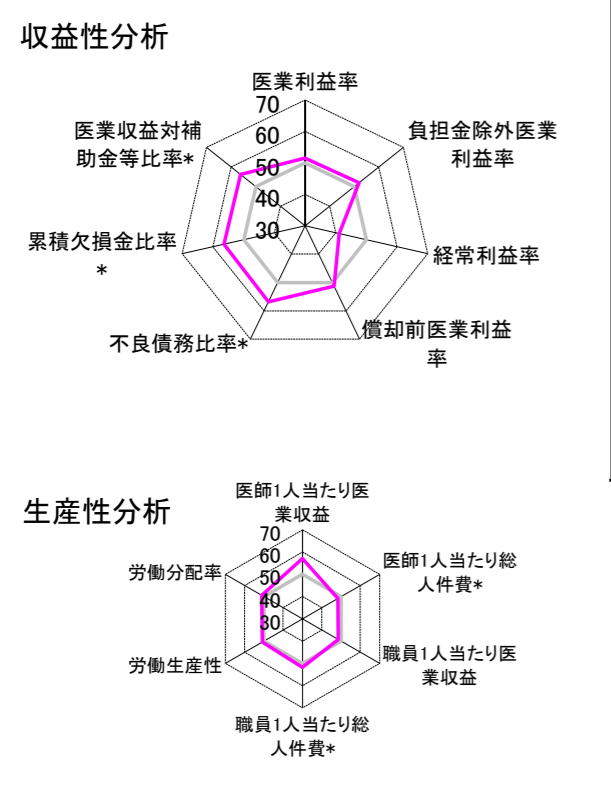 収益性分析
医業利益率
70
60
50
40
30
負担金除外医業
利益率
経常利益率
償却前医業利益
率
不良債務比率*
累積欠損金比率
*
医業収益対補
助金等比率*
生産性分析
医師1人当たり医
業収益
70
60
50
40
30
医師1人当たり総
人件費*
職員1人当たり医
業収益
職員1人当たり総
人件費*
労働生産性
労働分配率